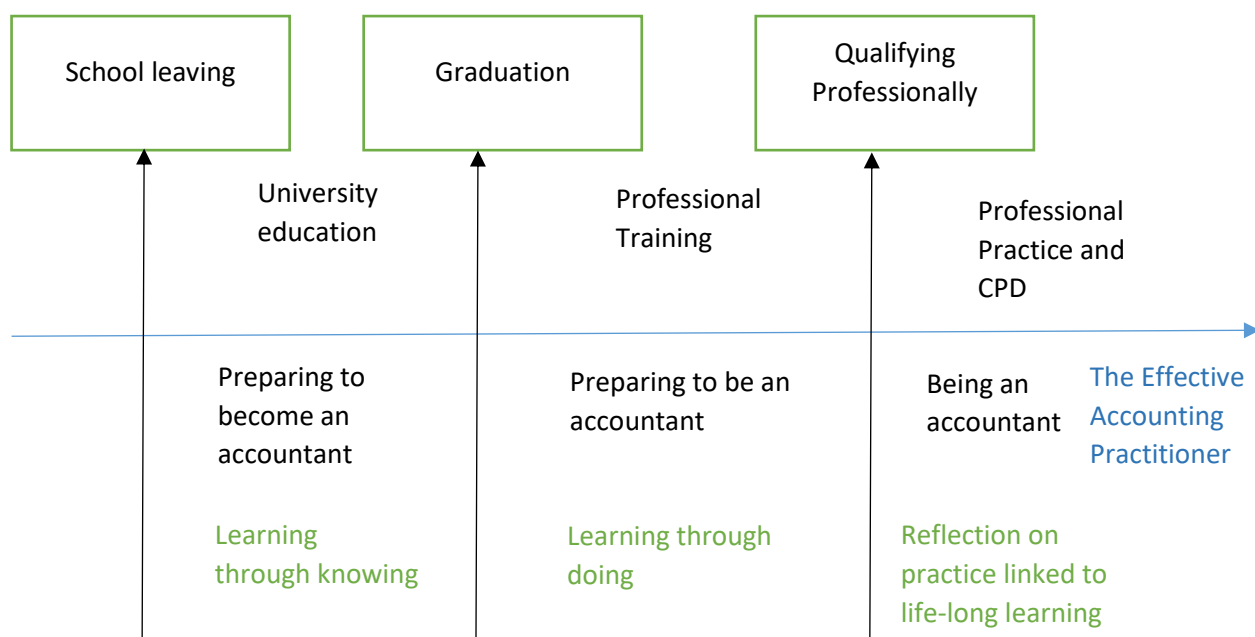 School leaving
Graduation
Qualifying
Professionally
University
education
Professional
Training
Professional
Practice and
CPD
Preparing to
become an
accountant
Preparing to be an
accountant
Being an
accountant
The Effective
Accounting
Practitioner
Learning
through knowing
Learning through
doing
Reflection on
practice linked to
life-long learning